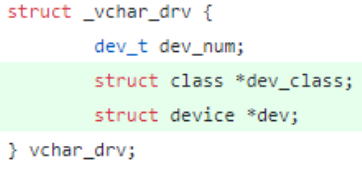 struct _vchar_drv {
        dev_t dev_num;
        struct class *dev_class;
        struct device *dev;
} vchar_drv;